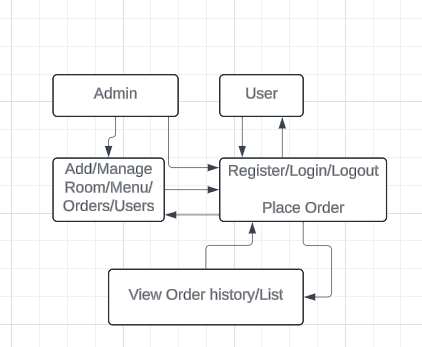 Admin
User
Add/Manage
Room/Menu/
Orders/Users
Register/Login/Logout
Place Order
View Order history/List